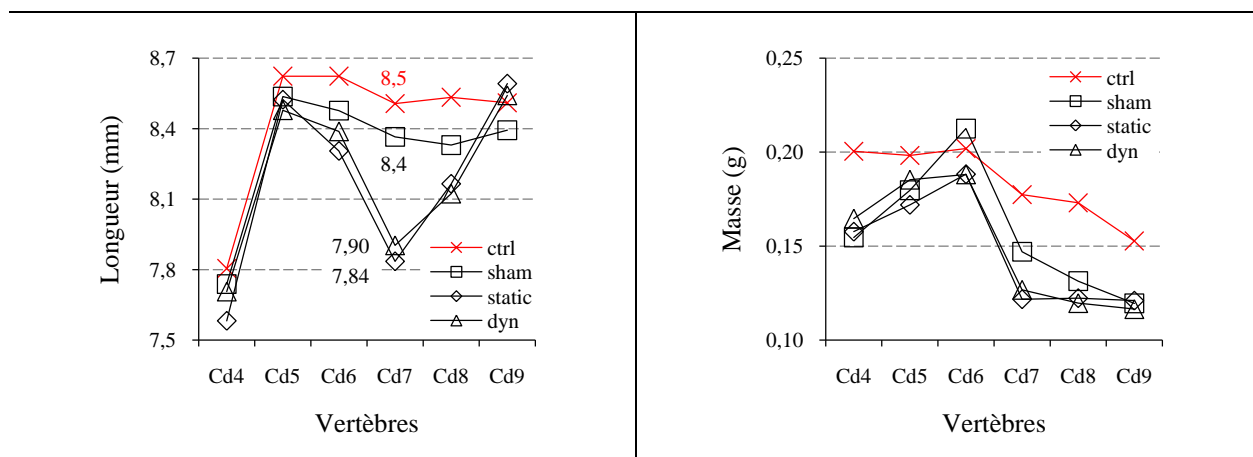 Longueur (mm)
8,7
8,4
8,1
7,8
7,5
8,5
8,4
7,90
7,84
ctrl
sham
static
dyn
Cd4 Cd5 Cd6 Cd7 Cd8 Cd9
Vertèbres
Masse (g)
0,25
0,20
0,15
0,10
ctrl
sham
static
dyn
Cd4 Cd5 Cd6 Cd7 Cd8 Cd9
Vertèbres